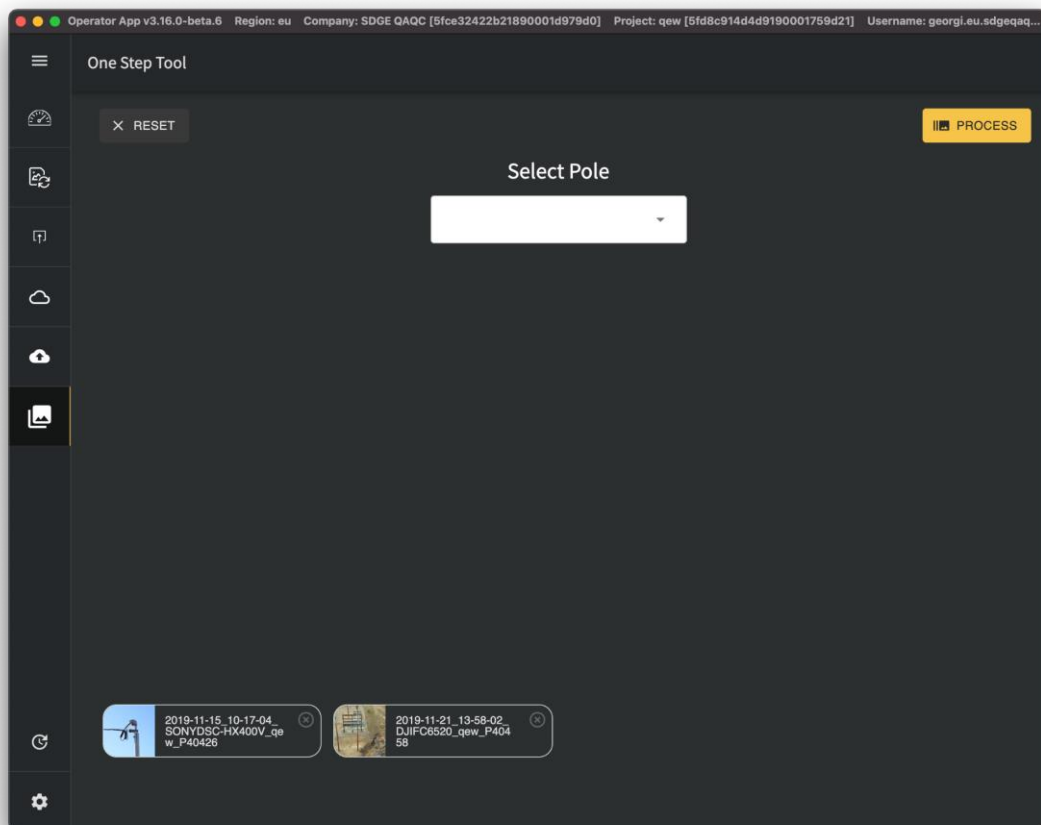 Operator App v3.16.0-beta.6 Region: eu Company: SDGE QAQC [5fce32422b21890001d979d0] Project: qew [5fd8c914d4d9190001759d21] Username: georgi.eu.sdgeqaq...
One Step Tool
RESET
PROCESS
Select Pole
2019-11-15_10-17-04_
SONYDSC-HX400V_qe
w_P40426
2019-11-21_13-58-02_
DJIFC6520_qew_P404
58